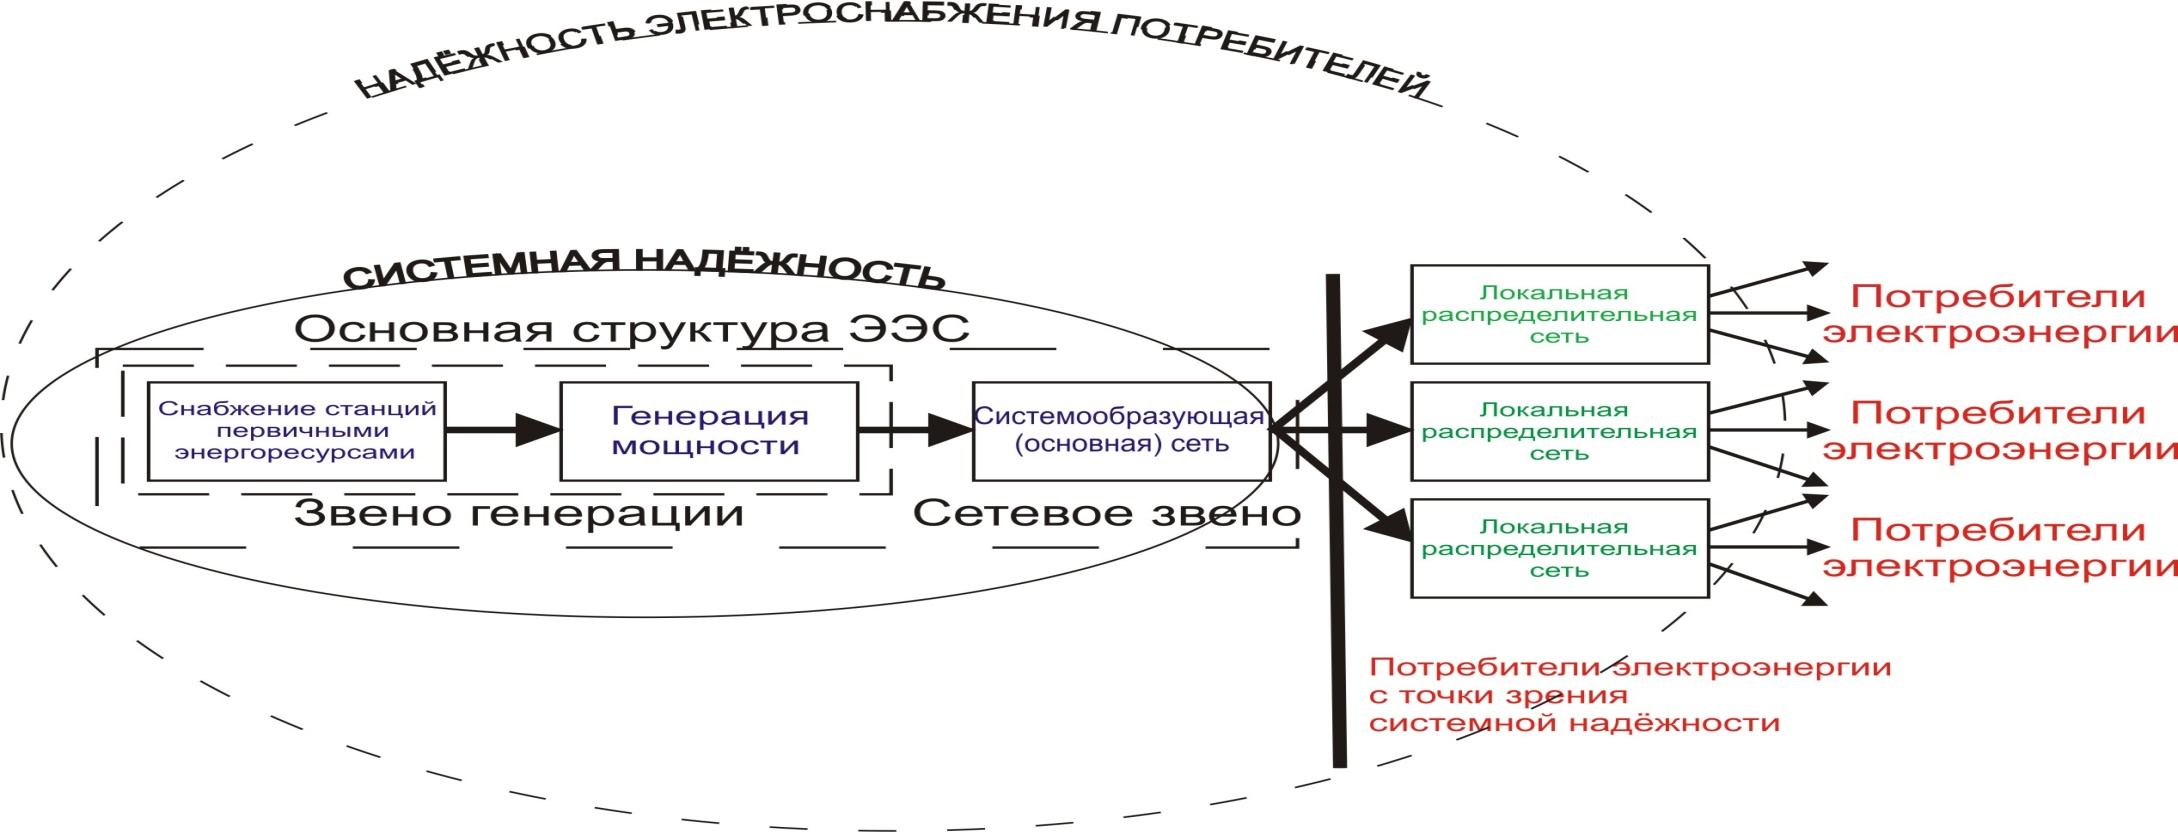 НАДЁЖНОСТЬ ЭЛЕКТРОСНАБЖЕНИЯ ПОТРЕБИТЕЛЕЙ
СИСТЕМНАЯ НАДЁЖНОСТЬ
Основная структура ЭЭС
Снабжение станций
первичными
энергоресурсами
Генерация
мощности
Системообразующая
(основная) сеть
Звено генерации
Сетевое звено
Локальная
распределительная
сеть
Потребители
электроэнергии
Локальная
распределительная
сеть
Потребители
электроэнергии
Локальная
распределительная
сеть
Потребители
электроэнергии
Потребители электроэнергии
с точки зрения
системной надёжности